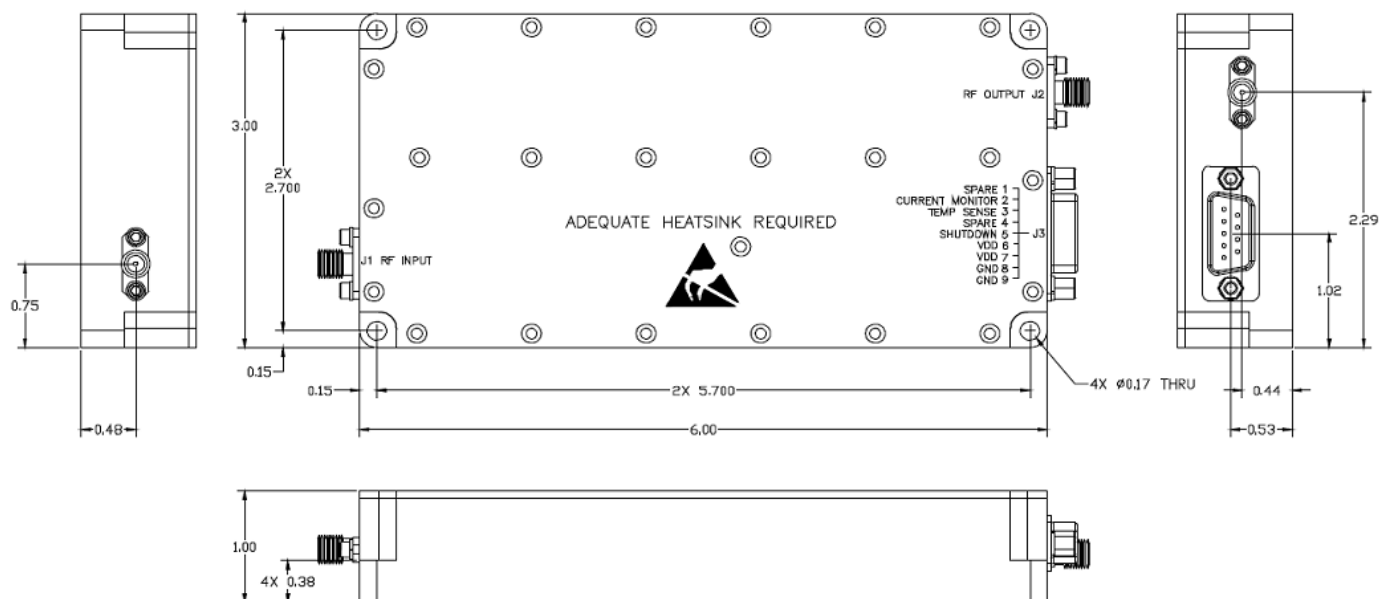 RF OUTPUT J2
3.00
2X
2.700
SPARE 1
CURRENT MONITOR 2
TEMP SENSE 3
SPARE 4
SHUTDOWN 5
VDD 6
VDD 7
GND 8
GND 9
J3
ADEQUATE HEATSINK REQUIRED
J1 RF INPUT
2.29
0.75
1.02
0.15
0.15
2X 5.700
4X Ø0.17 THRU
0.44
0.48
6.00
0.53
1.00
4X 0.38